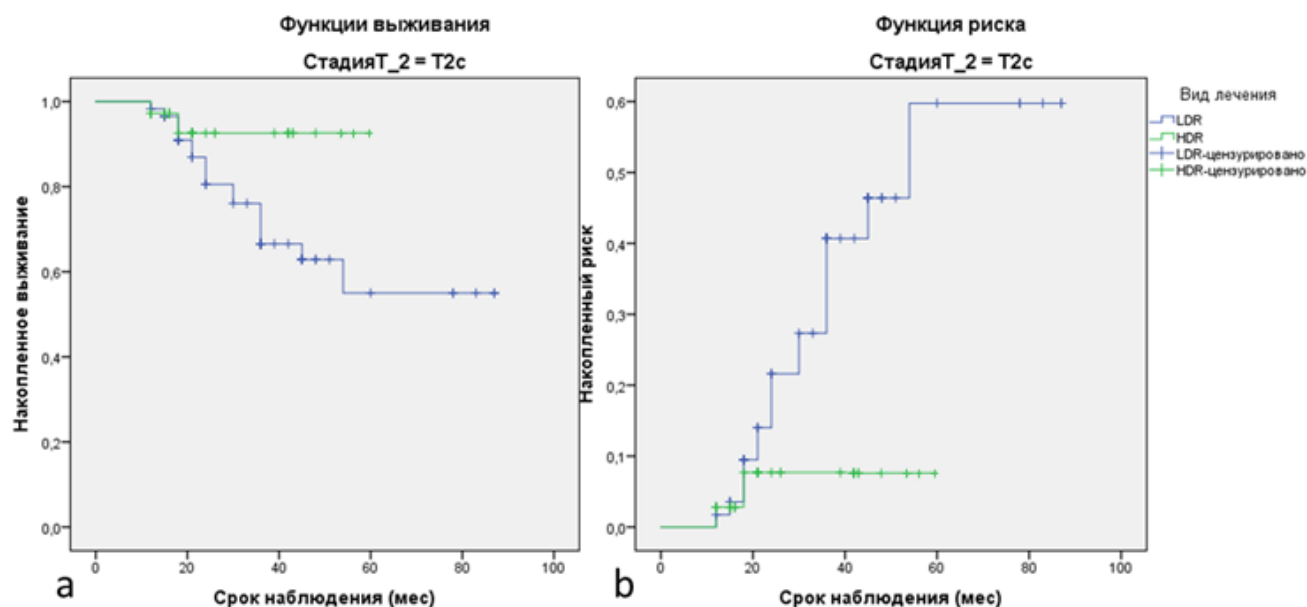 Функции выживания
СтадияT_2 = T2c
Накопленное выживание
1,0
0,8
0,6
0,4
0,2
0,0
0 20 40 60 80 100
Срок наблюдения (мес)
a
Функция риска
СтадияT_2 = T2c
Накопленный риск
0,6
0,5
0,4
0,3
0,2
0,1
0,0
0 20 40 60 80 100
Срок наблюдения (мес)
b
Вид лечения
LDR
HDR
LDR-цензурировано
HDR-цензурировано